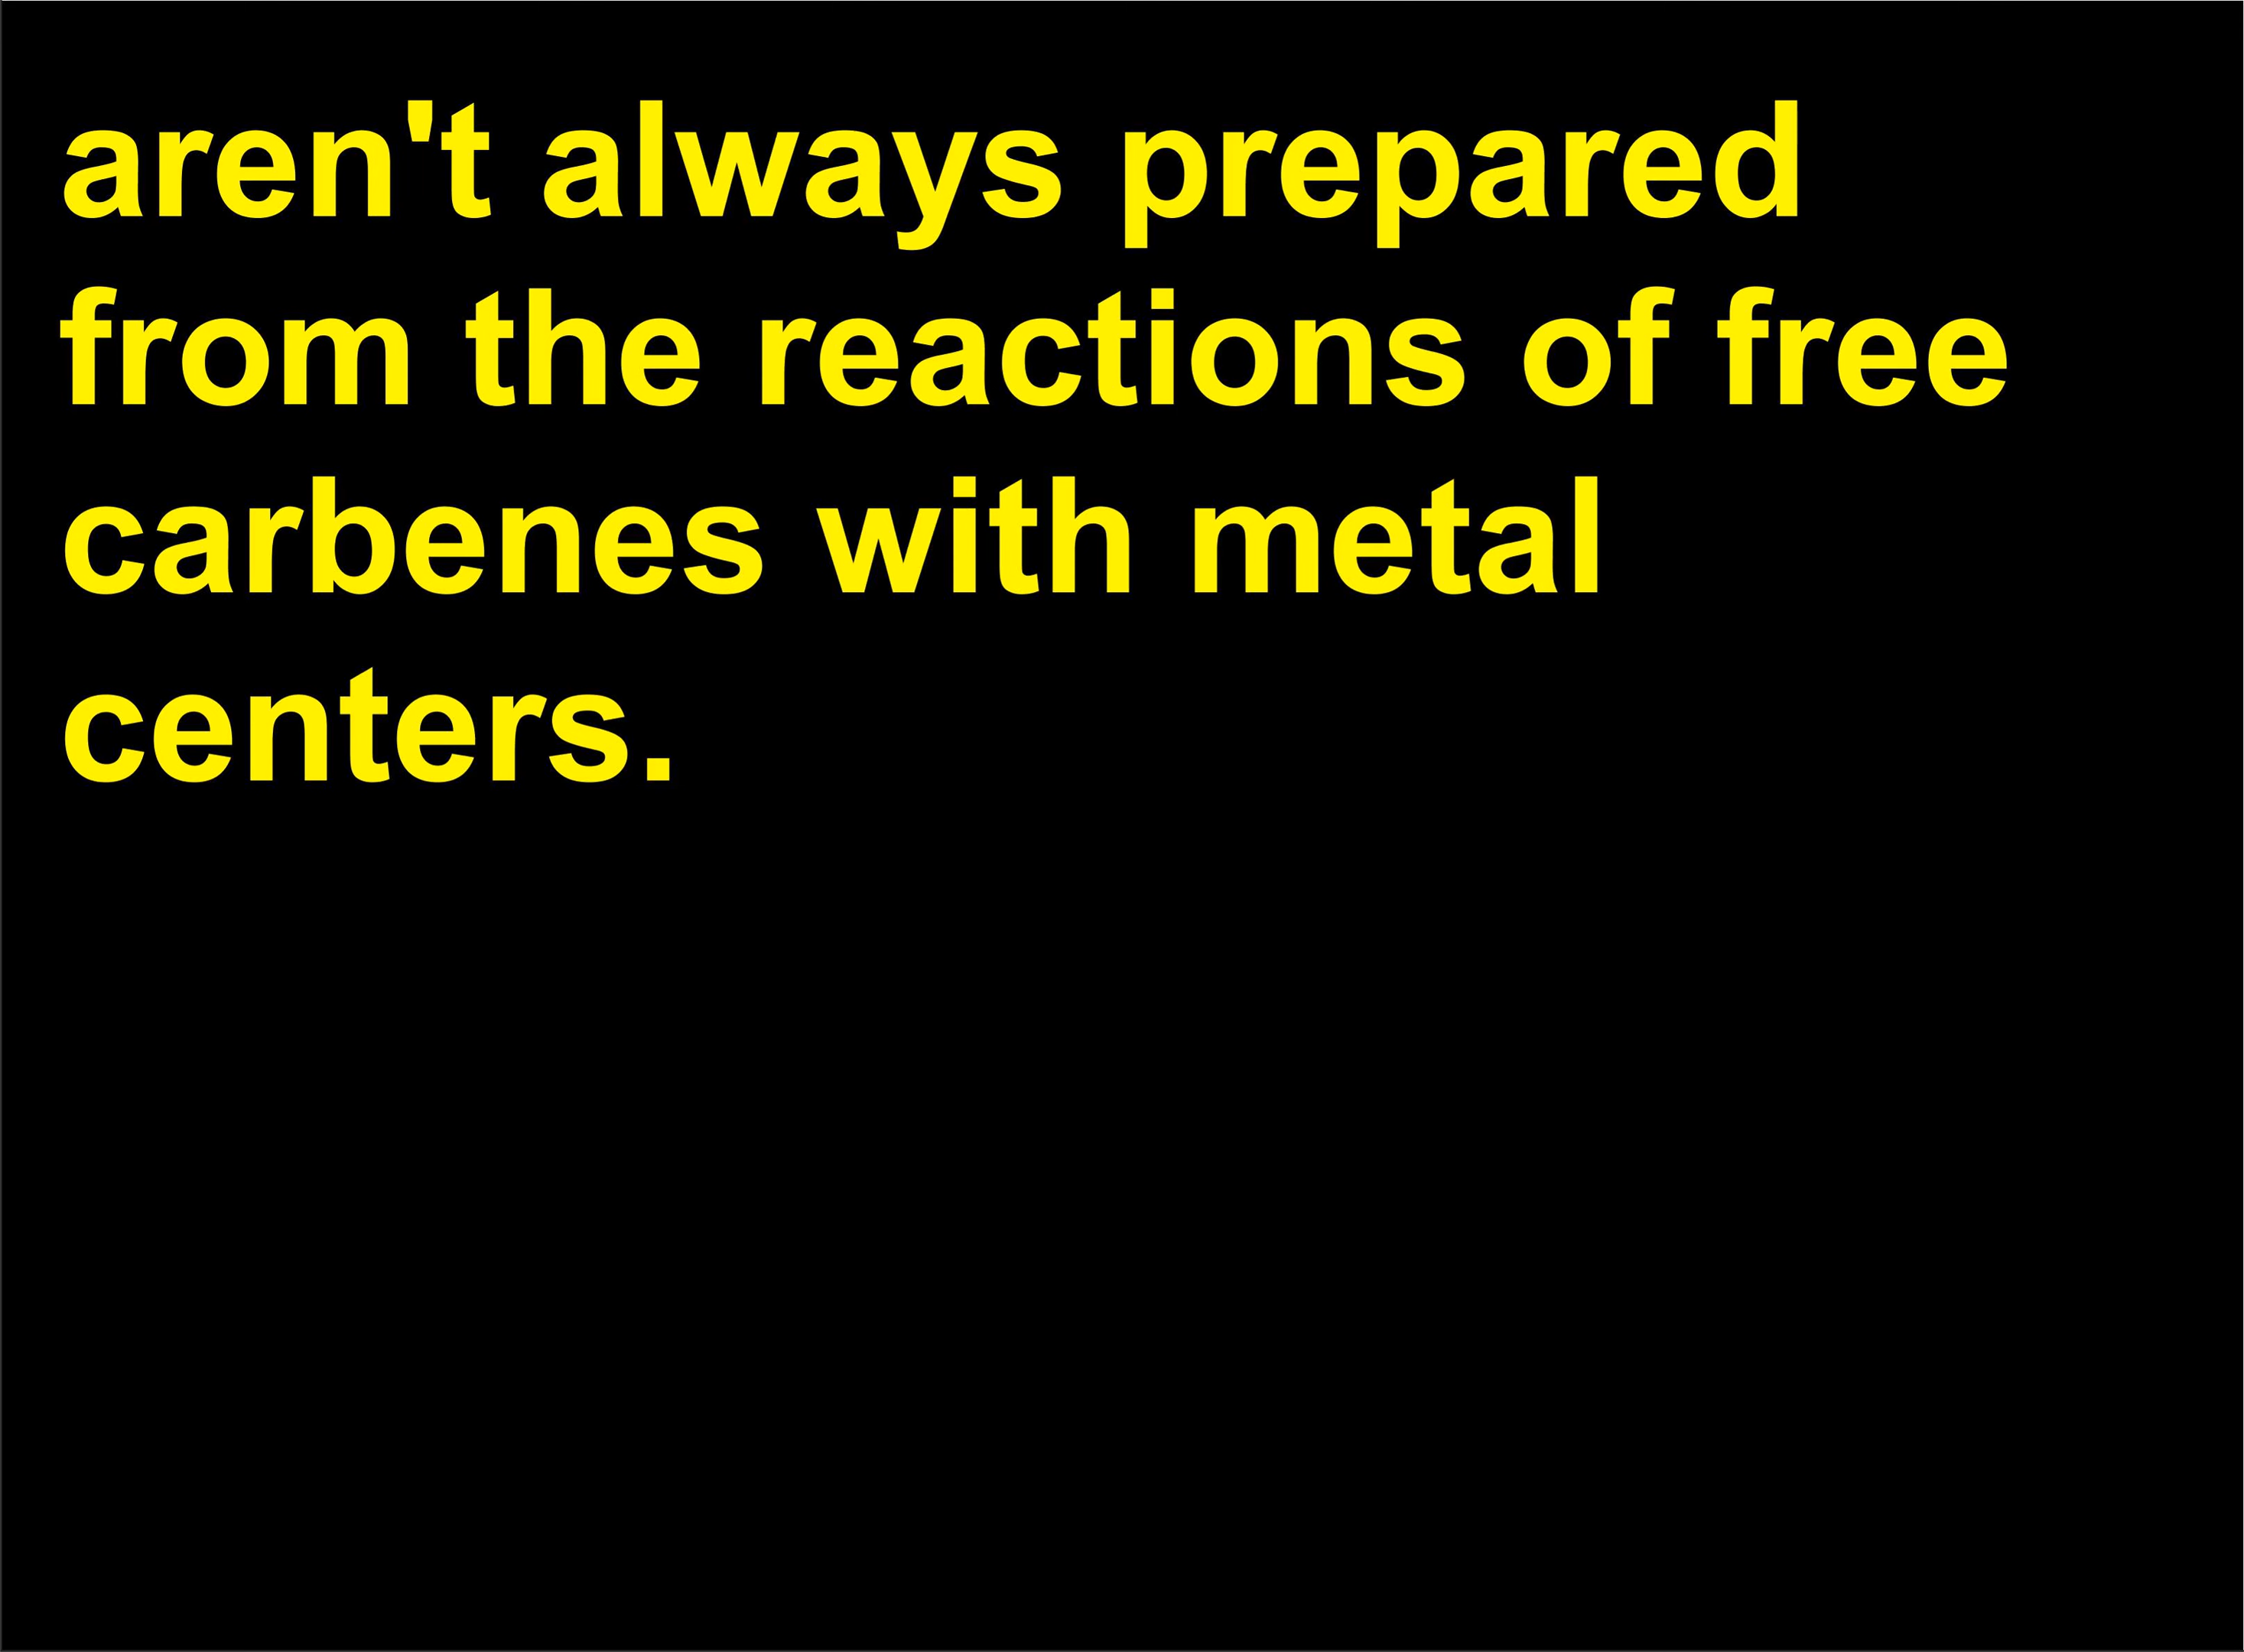 aren't always prepared
from the reactions of free
carbenes with metal
centers.